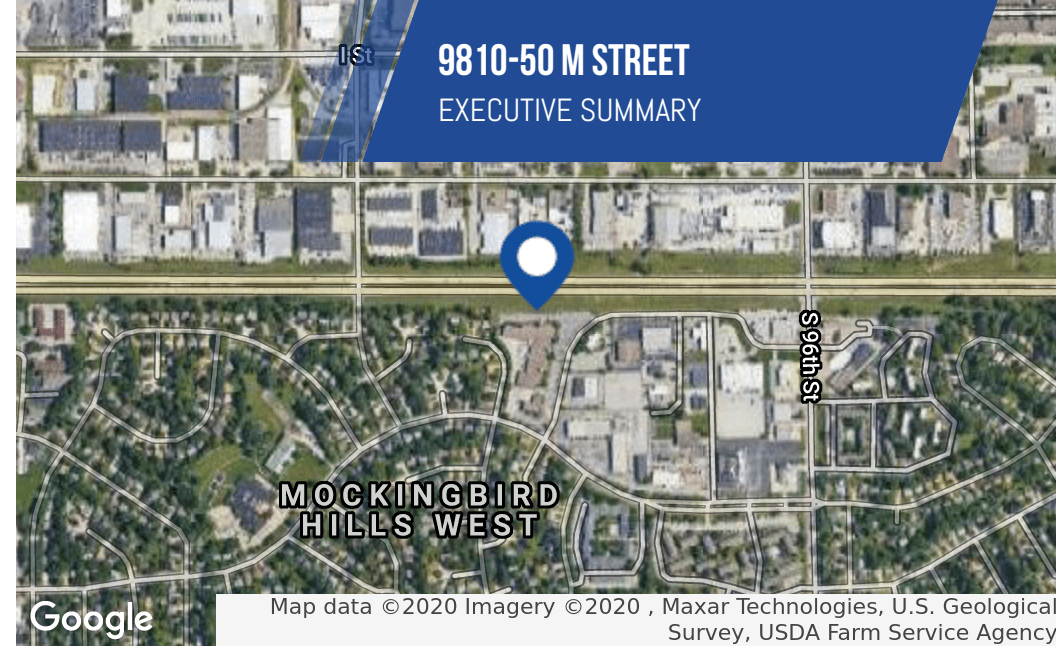 I St
9810-50 M STREET
EXECUTIVE SUMMARY
S 96th St
MOCKINGBIRD
HILLS WEST
Google
Map data ©2020 Imagery ©2020 , Maxar Technologies, U.S. Geological
Survey, USDA Farm Service Agency